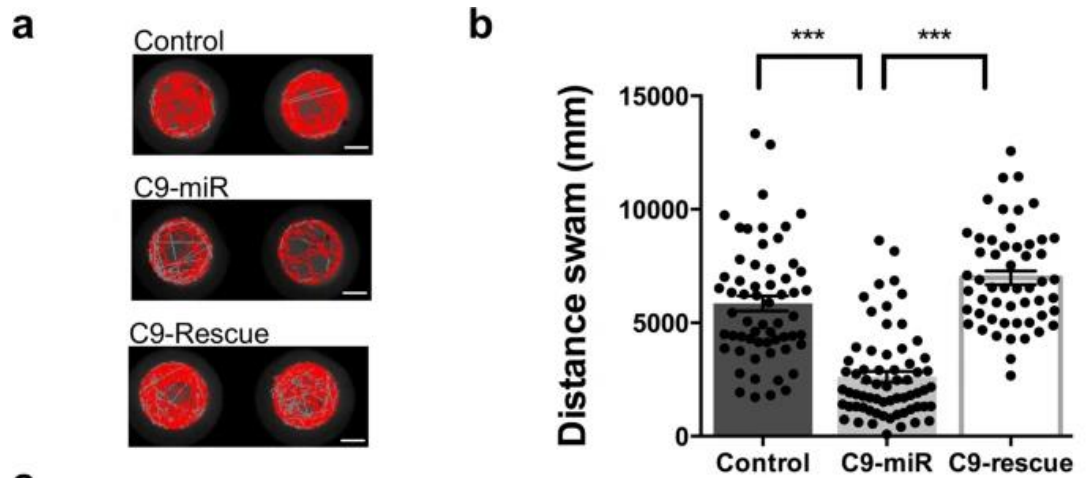 a
Control
C9-miR
C9-Rescue
b
*** ***
Distance swam (mm)
15000
10000
5000
0
Control C9-miR C9-rescue